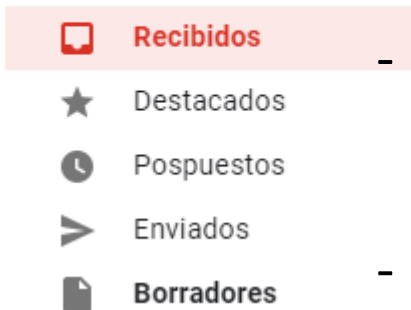 Recibidos
Destacados
Pospuestos
Enviados
Borradores